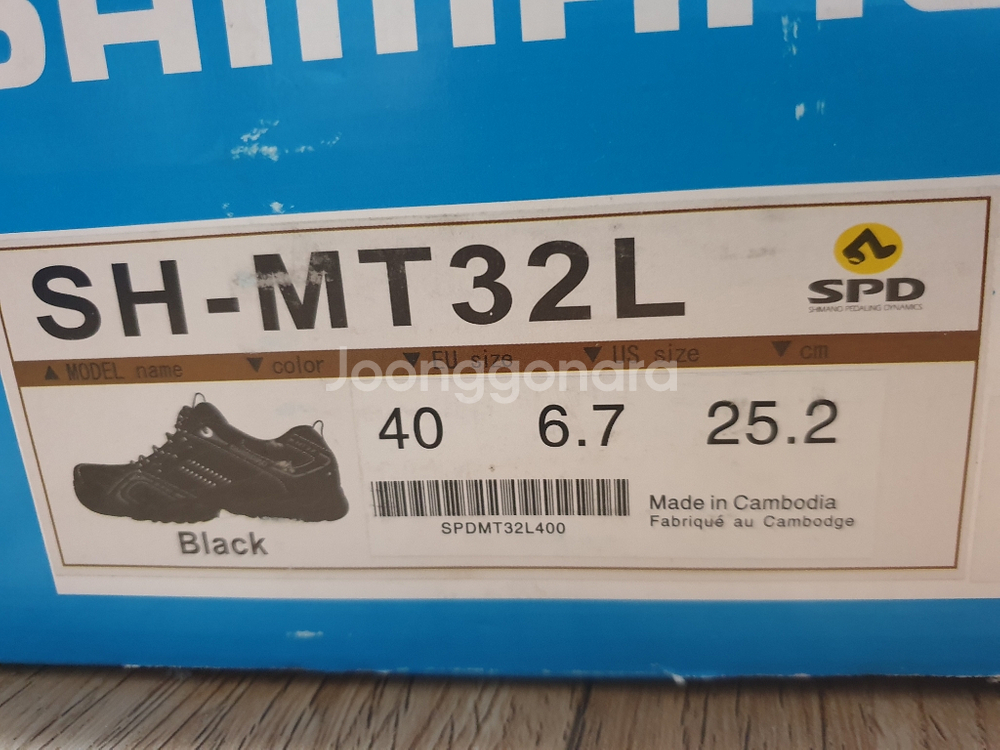 SHIMANO
SH-MT32L
SPD
SHIMANO PEDALING DYNAMICS
▲ MODEL name ▼ color ▼ EU size ▼ US size ▼ cm
Joonggonara
40 6.7 25.2
SPDMT32L400
Made in Cambodia
Fabriqué au Cambodge
Black